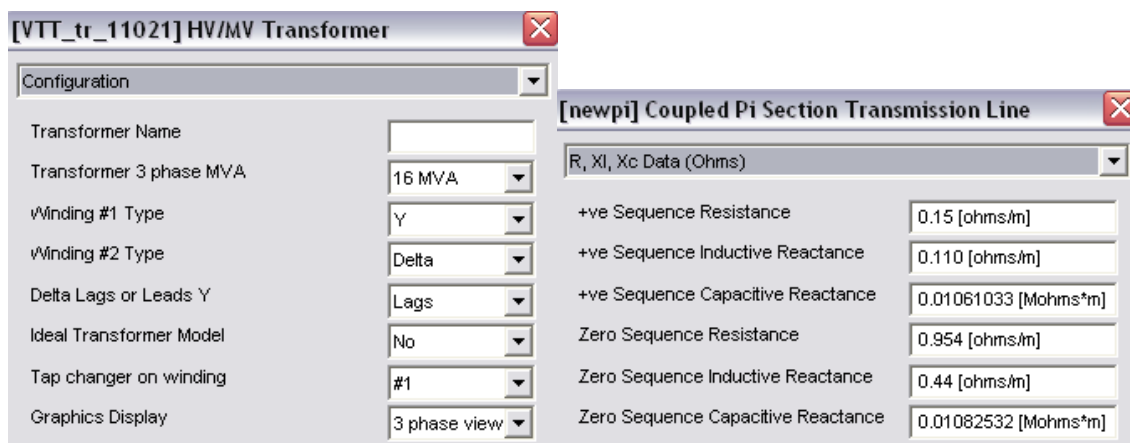 [VTT_tr_11021] HV/MV Transformer
Configuration
Transformer Name
Transformer 3 phase MVA 16 MVA
Winding #1 Type Y
Winding #2 Type Delta
Delta Lags or Leads Y Lags
Ideal Transformer Model No
Tap changer on winding #1
Graphics Display 3 phase view
[newpi] Coupled Pi Section Transmission Line
R, Xl, Xc Data (Ohms)
+ve Sequence Resistance 0.15 [ohms/m]
+ve Sequence Inductive Reactance 0.110 [ohms/m]
+ve Sequence Capacitive Reactance 0.01061033 [Mohms*m]
Zero Sequence Resistance 0.954 [ohms/m]
Zero Sequence Inductive Reactance 0.44 [ohms/m]
Zero Sequence Capacitive Reactance 0.01082532 [Mohms*m]